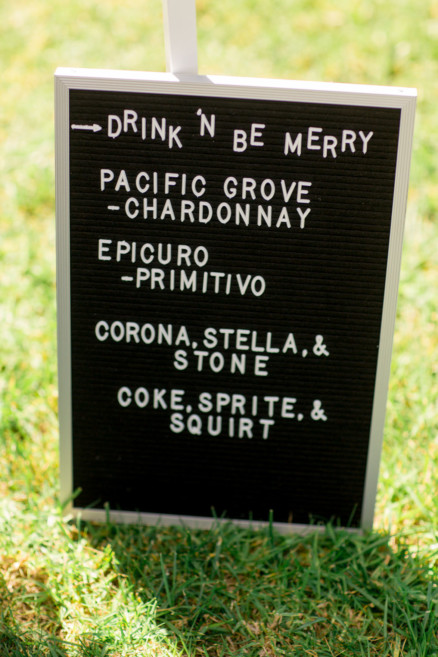 →DRINK 'N BE MERRY
PACIFIC GROVE
-CHARDONNAY
EPICURO
-PRIMITIVO
CORONA, STELLA, &
STONE
COKE, SPRITE, &
SQUIRT